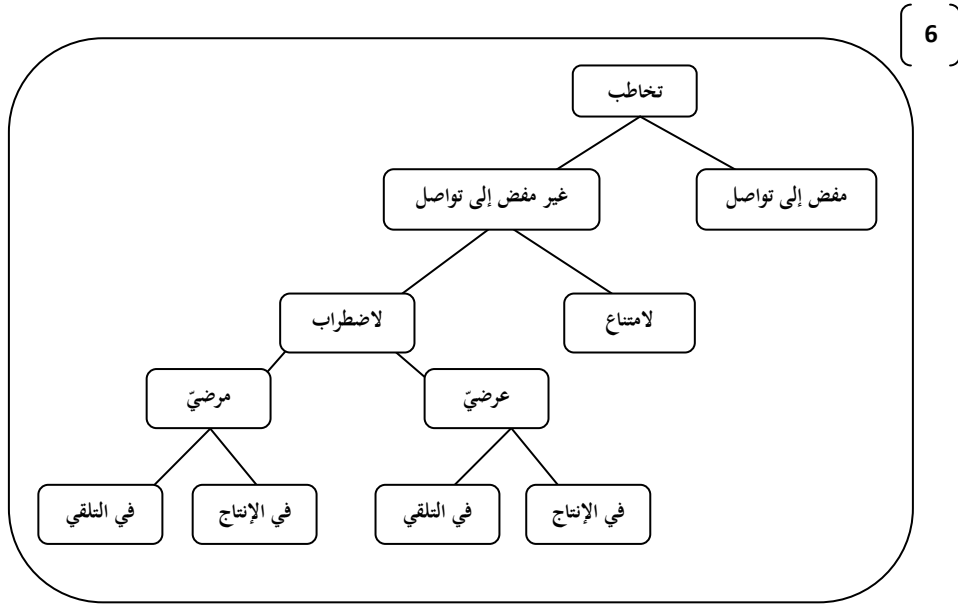 6
تخاطب
مفض إلى تواصل
غير مفض إلى تواصل
لامتناع
لاضطراب
عرضيّ
مرضيّ
في الإنتاج
في التلقي
في الإنتاج
في التلقي